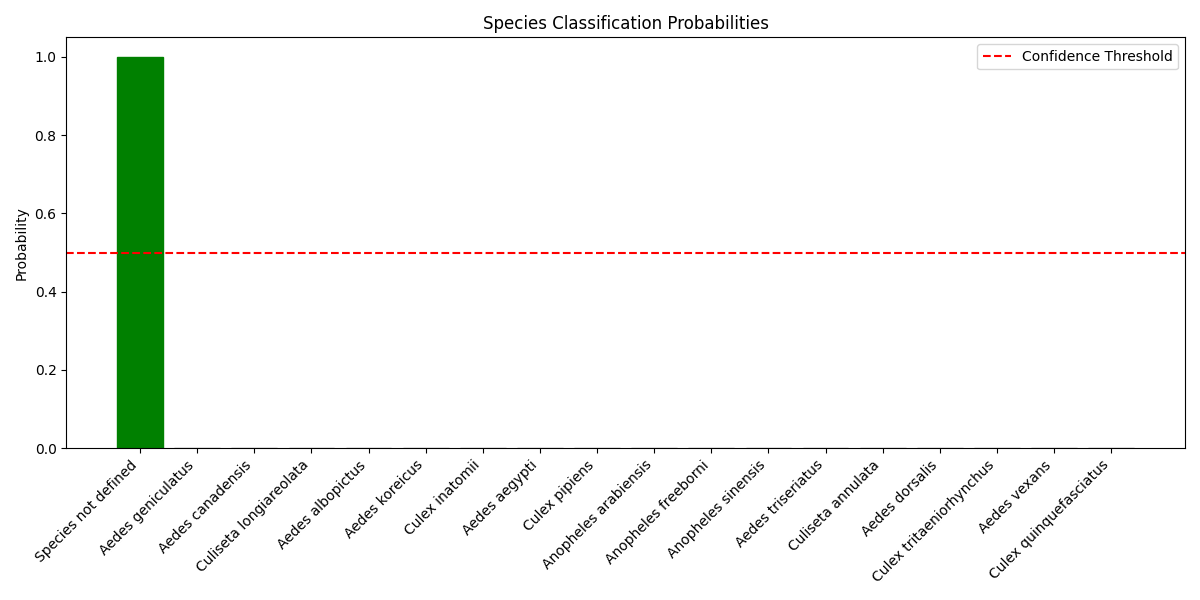 Species Classification Probabilities
Confidence Threshold
Probability
1.0
0.8
0.6
0.4
0.2
0.0
Species not defined
Aedes geniculatus
Aedes canadensis
Culiseta longiareolata
Aedes albopictus
Aedes koreicus
Culex inatomii
Aedes aegypti
Culex pipiens
Anopheles arabiensis
Anopheles freeborni
Anopheles sinensis
Aedes triseriatus
Culiseta annulata
Aedes dorsalis
Culex tritaeniorhynchus
Aedes vexans
Culex quinquefasciatus